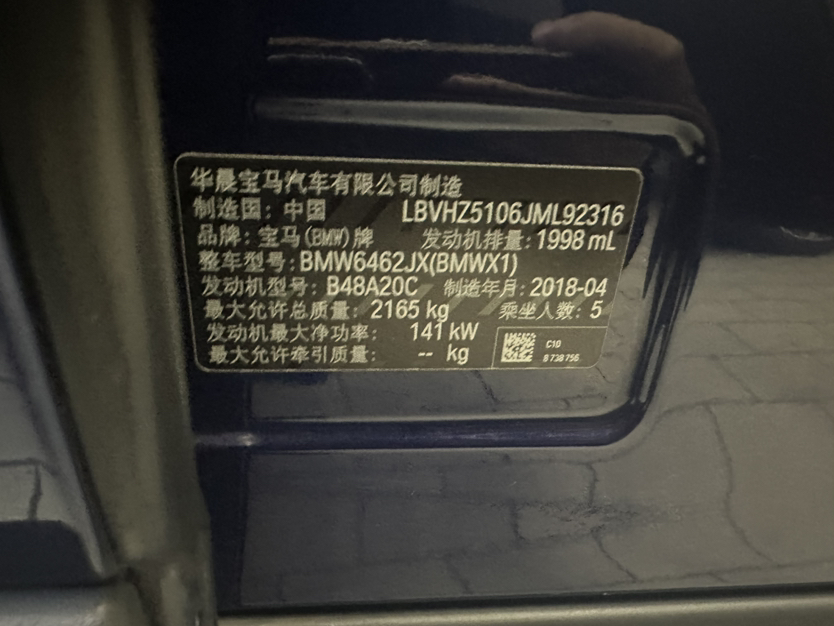 华晨宝马汽车有限公司制造
制造国：中国 LBVHZ5106JML92316
品牌：宝马(BMW)牌 发动机排量：1998 mL
整车型号：BMW6462JX(BMWX1)
发动机型号：B48A20C 制造年月：2018-04
最大允许总质量：2165 kg 乘坐人数：5
发动机最大净功率：141 kW
最大允许牵引质量：-- kg
C10
8 738 756